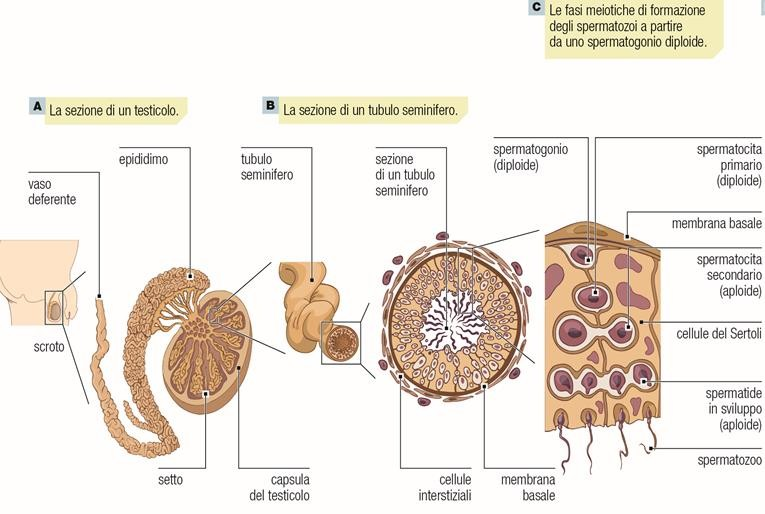 C Le fasi meiotiche di formazione
degli spermatozoi a partire
da uno spermatogonio diploide.
A La sezione di un testicolo.
B La sezione di un tubulo seminifero.
vaso
deferente
epididimo
scroto
setto
capsula
del testicolo
tubulo
seminifero
sezione
di un tubulo
seminifero
cellule
interstiziali
membrana
basale
spermatogonio
(diploide)
spermatocita
primario
(diploide)
membrana basale
spermatocita
secondario
(aploide)
cellule del Sertoli
spermatide
in sviluppo
(aploide)
spermatozoo